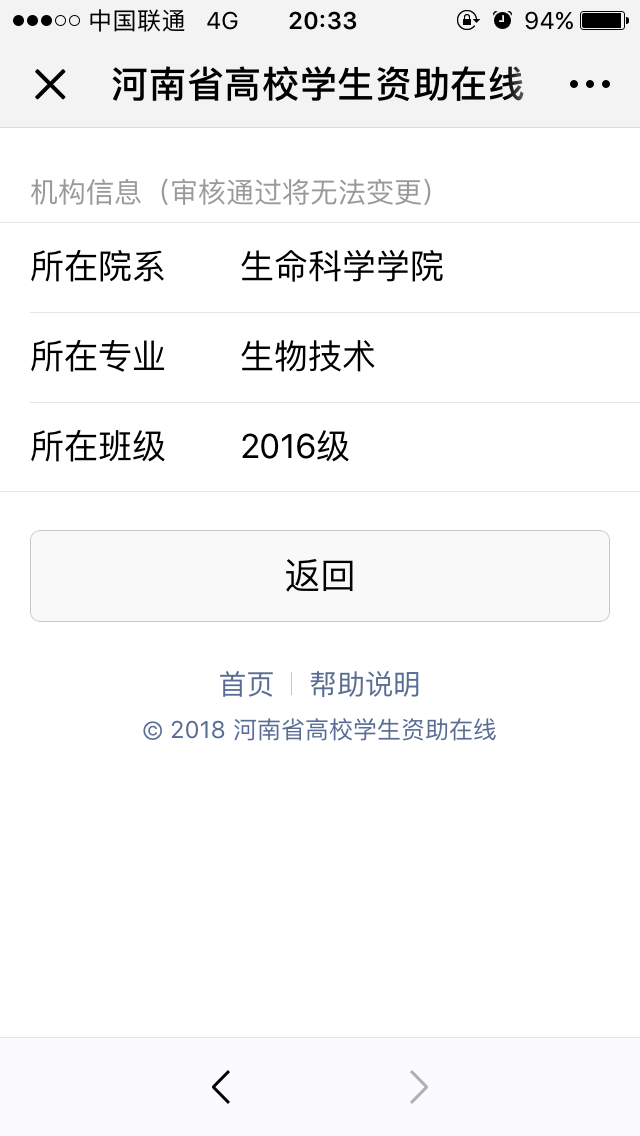 中国联通 4G 20:33 94%
河南省高校学生资助在线
机构信息（审核通过将无法变更）
所在院系 生命科学学院
所在专业 生物技术
所在班级 2016级
返回
首页 帮助说明
© 2018 河南省高校学生资助在线